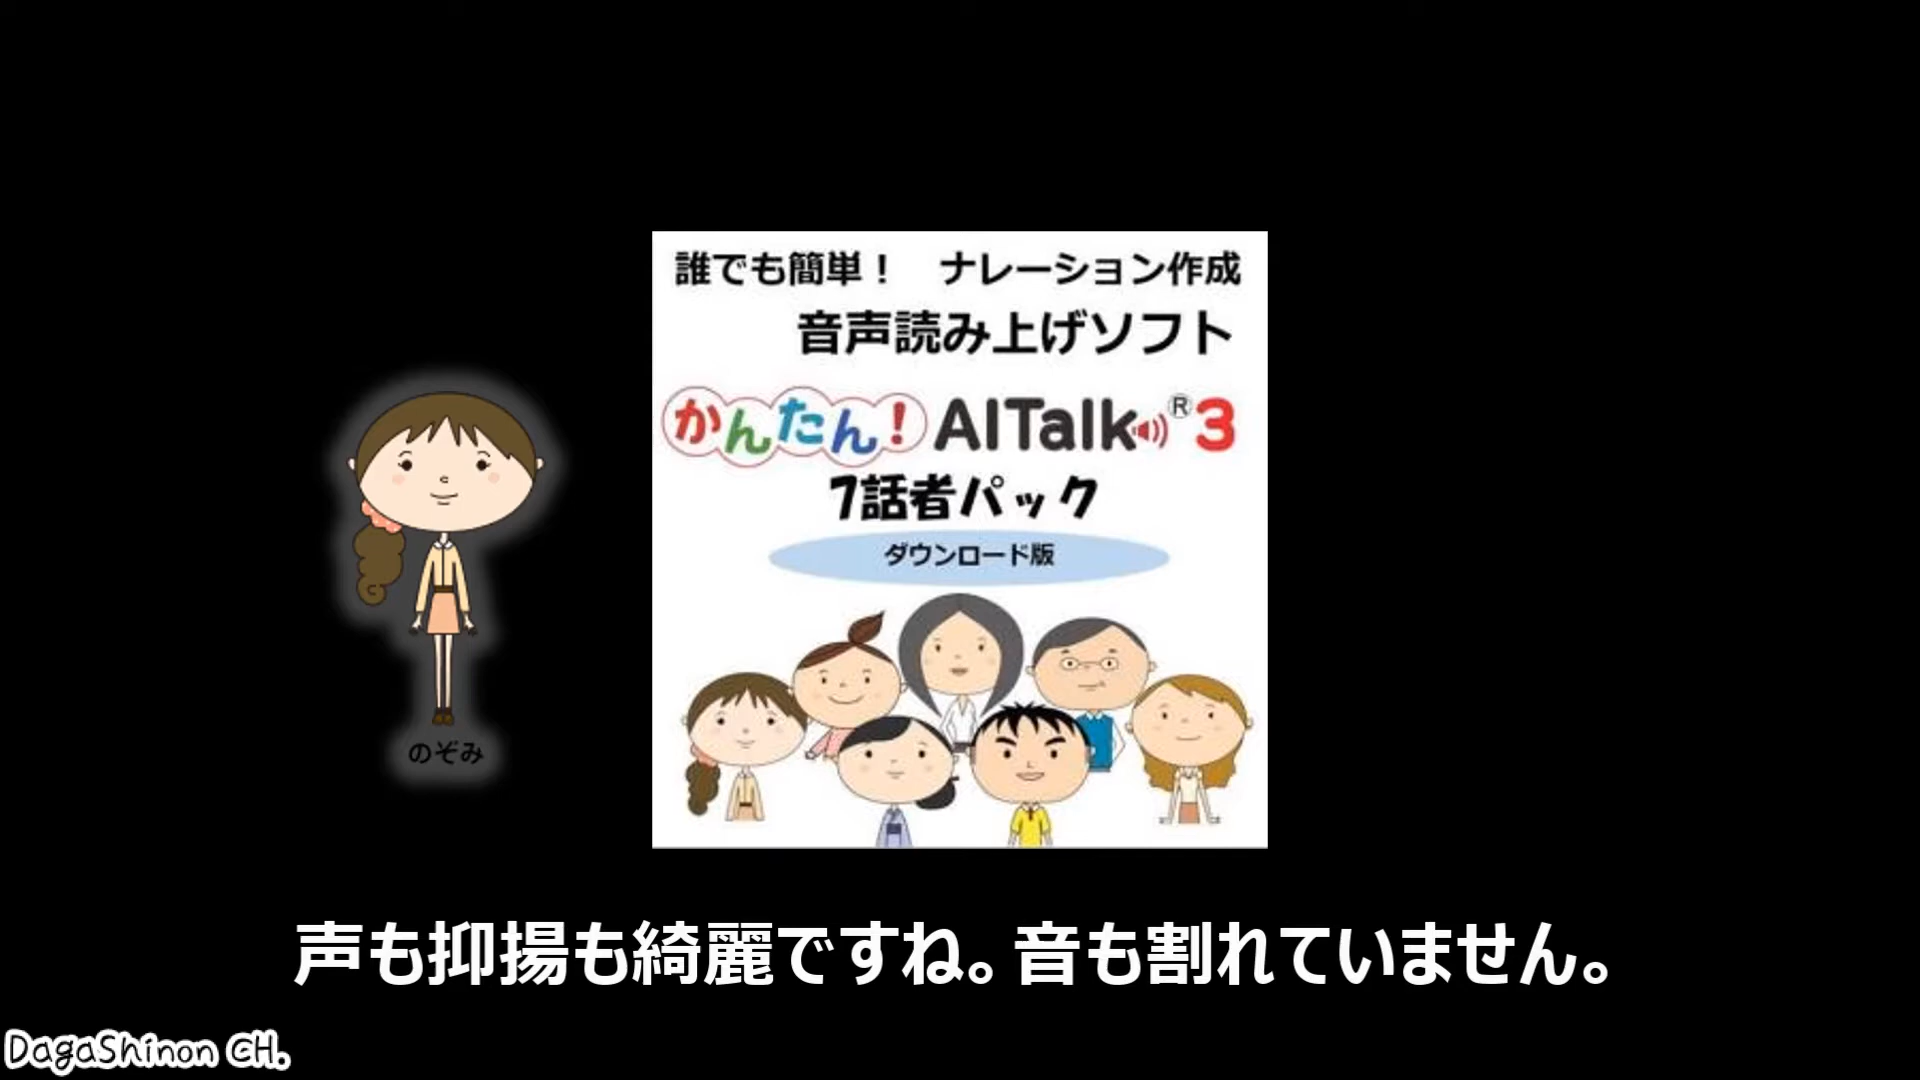 誰でも簡単！　ナレーション作成
音声読み上げソフト
かんたん! AITalk®3
7話者パック
ダウンロード版
のぞみ
声も抑揚も綺麗ですね。音も割れていません。
DagaShinon CH.